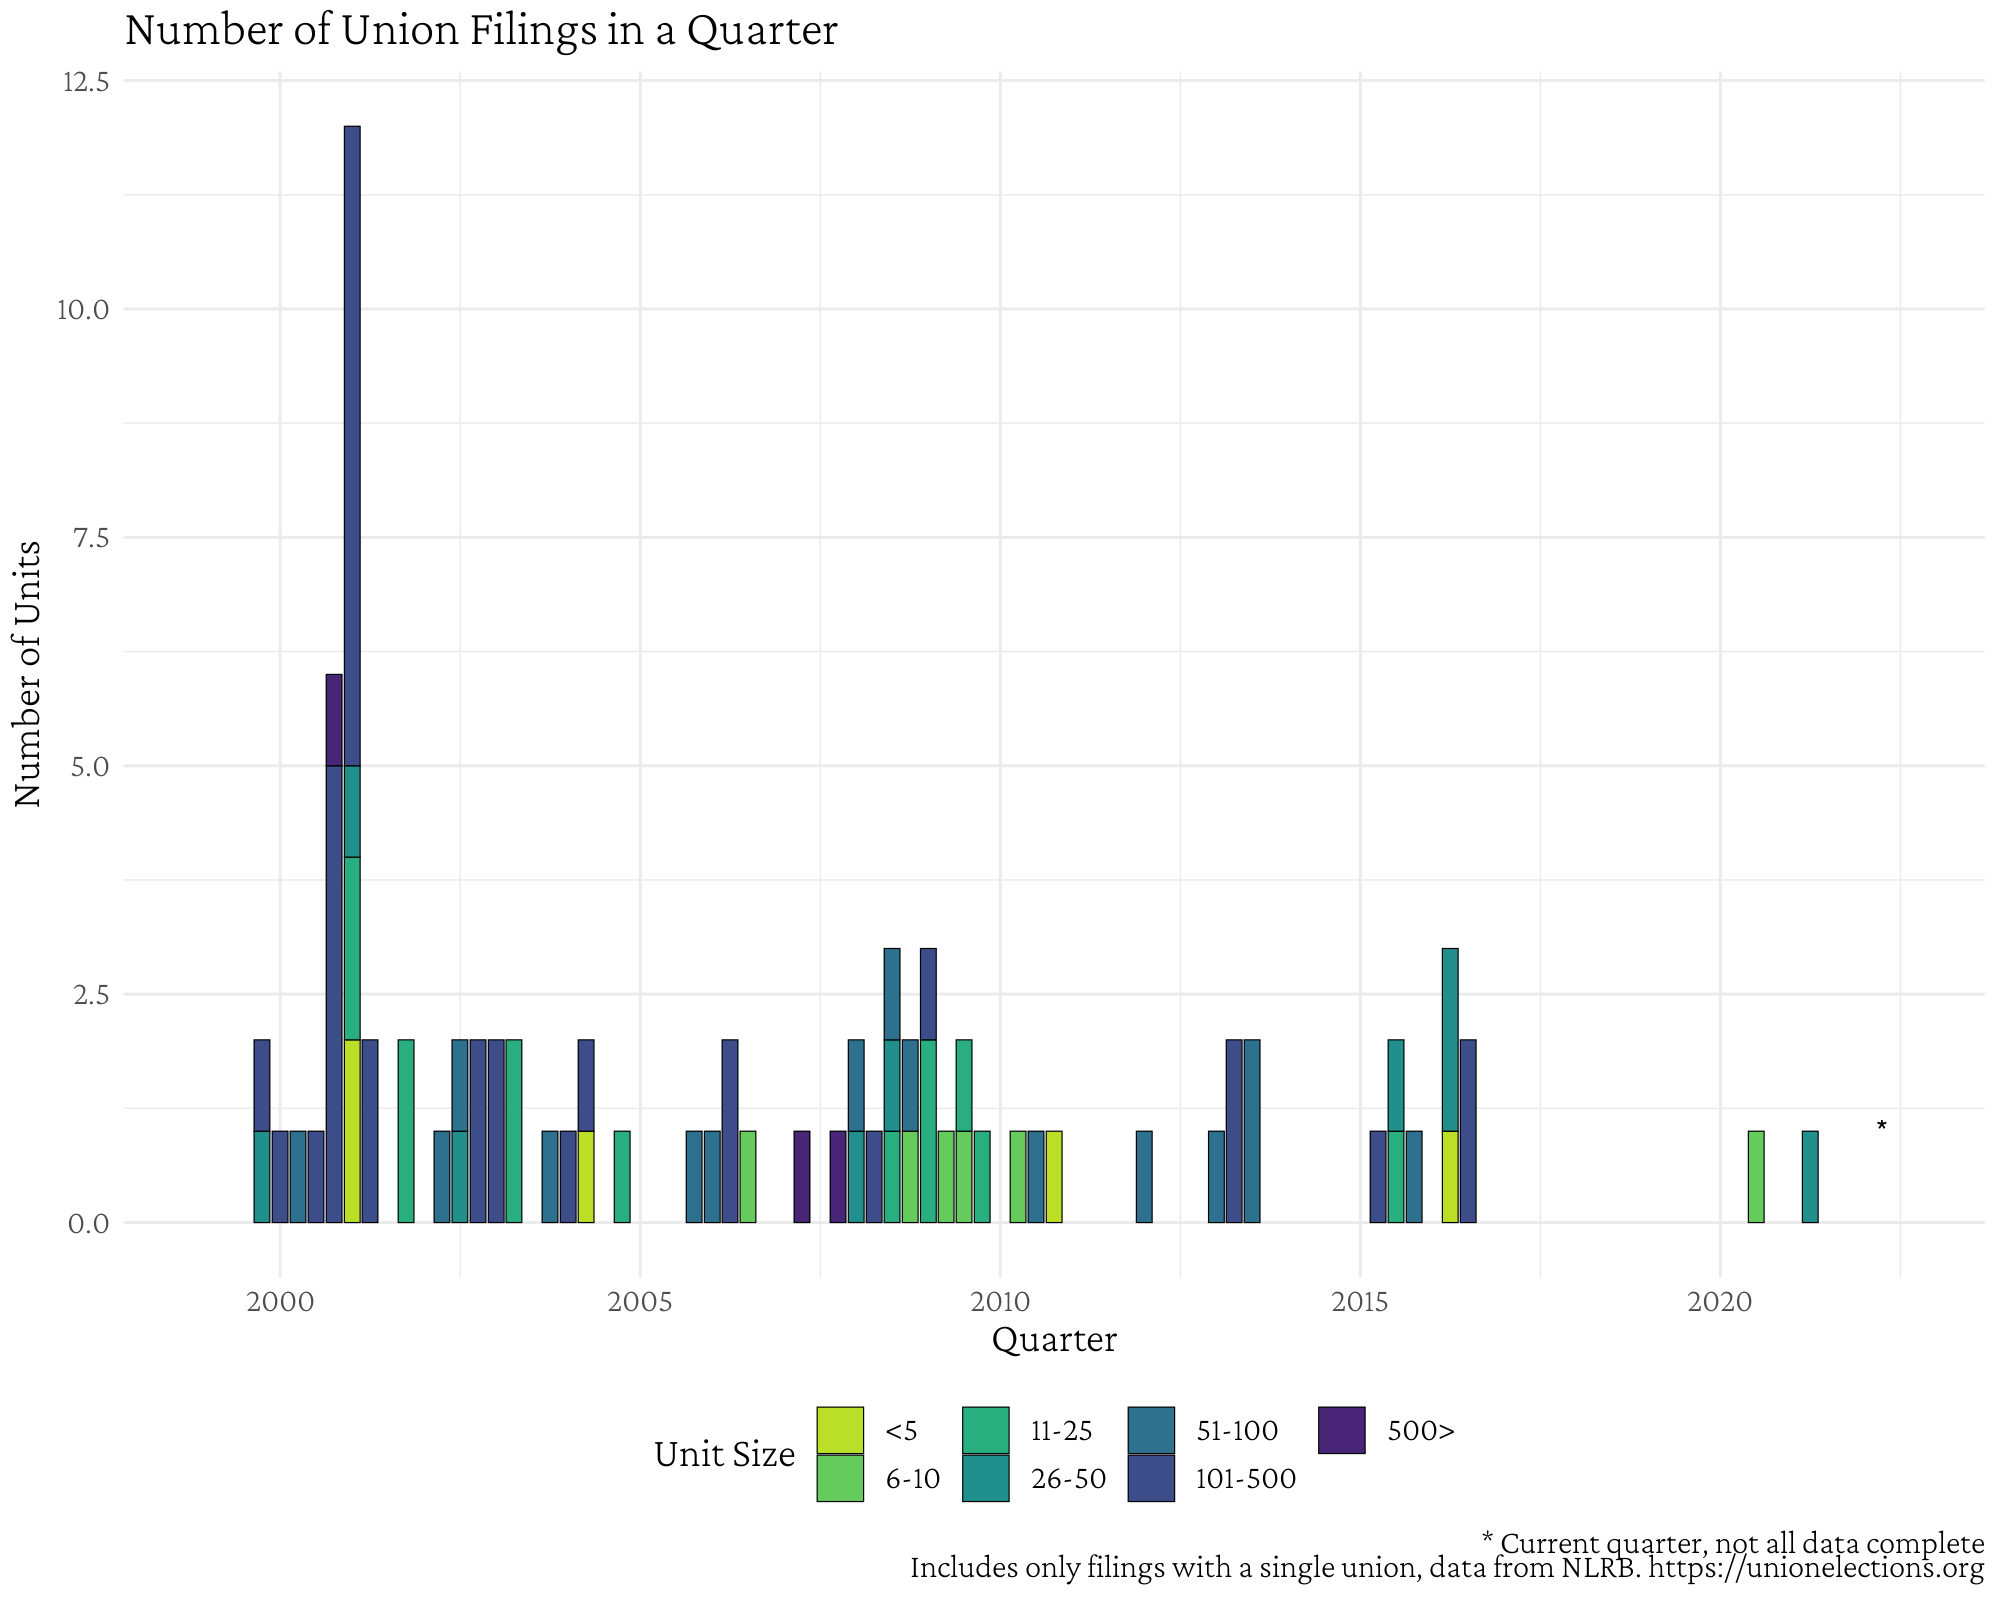 Number of Union Filings in a Quarter
12.5
10.0
7.5
5.0
2.5
0.0
Number of Units
*
2000 2005 2010 2015 2020
Quarter
Unit Size
<5 11-25 51-100 500>
6-10 26-50 101-500
* Current quarter, not all data complete
Includes only filings with a single union, data from NLRB. https://unionelections.org